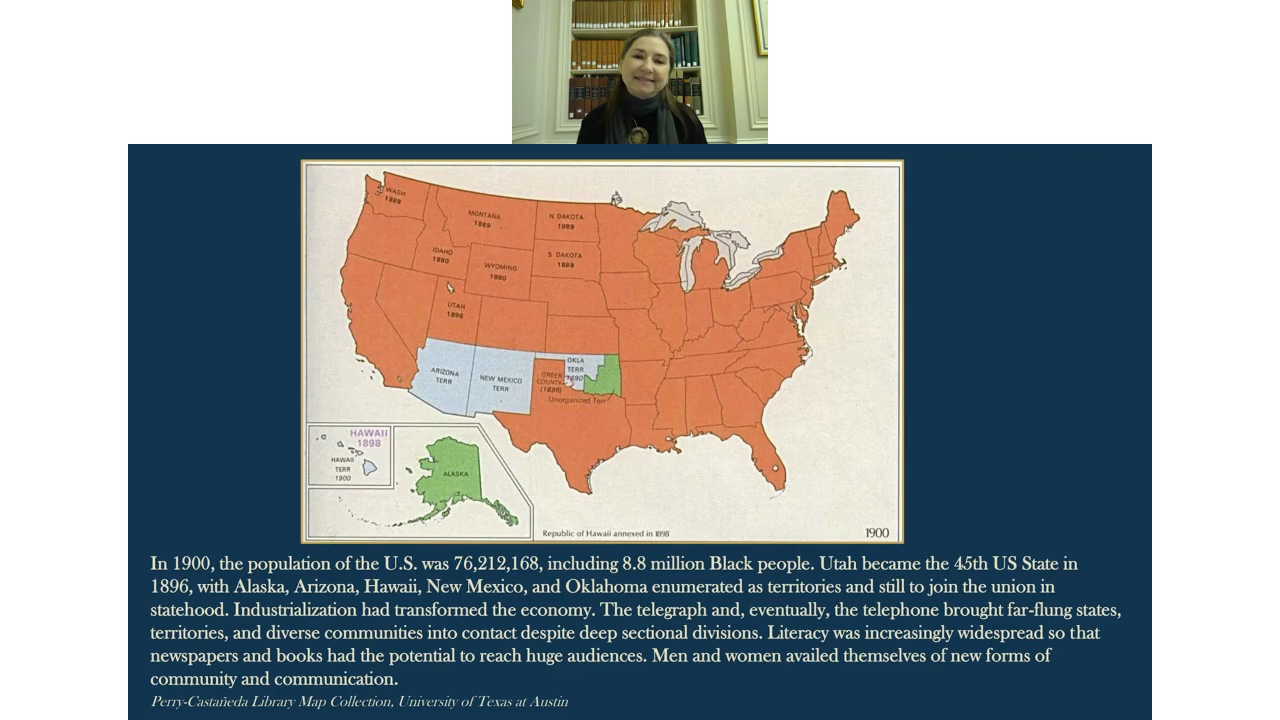 WASH
1889
MONTANA
1889
N. DAKOTA
1889
IDAHO
1890
WYOMING
1890
S DAKOTA
1889
UTAH
1896
ARIZONA
TERR
NEW MEXICO
TERR
OKLA
TERR
1890
GREER
COUNTY
(1896)
Unorganized Terr
HAWAII
1898
HAWAII
TERR
1900
ALASKA
Republic of Hawaii annexed in 1898
1900
In 1900, the population of the U.S. was 76,212,168, including 8.8 million Black people. Utah became the 45th US State in
1896, with Alaska, Arizona, Hawaii, New Mexico, and Oklahoma enumerated as territories and still to join the union in
statehood. Industrialization had transformed the economy. The telegraph and, eventually, the telephone brought far-flung states,
territories, and diverse communities into contact despite deep sectional divisions. Literacy was increasingly widespread so that
newspapers and books had the potential to reach huge audiences. Men and women availed themselves of new forms of
community and communication.
Perry-Castañeda Library Map Collection, University of Texas at Austin